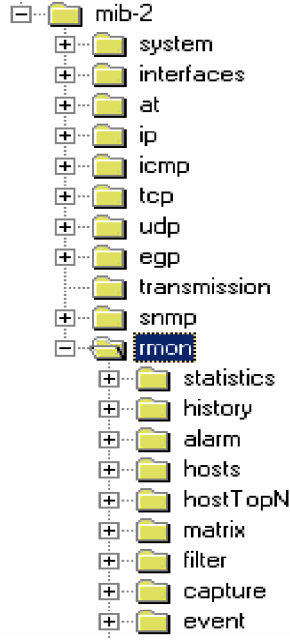 mib-2
system
interfaces
at
ip
icmp
tcp
udp
egp
transmission
snmp
rmon
statistics
history
alarm
hosts
hostTopN
matrix
filter
capture
event